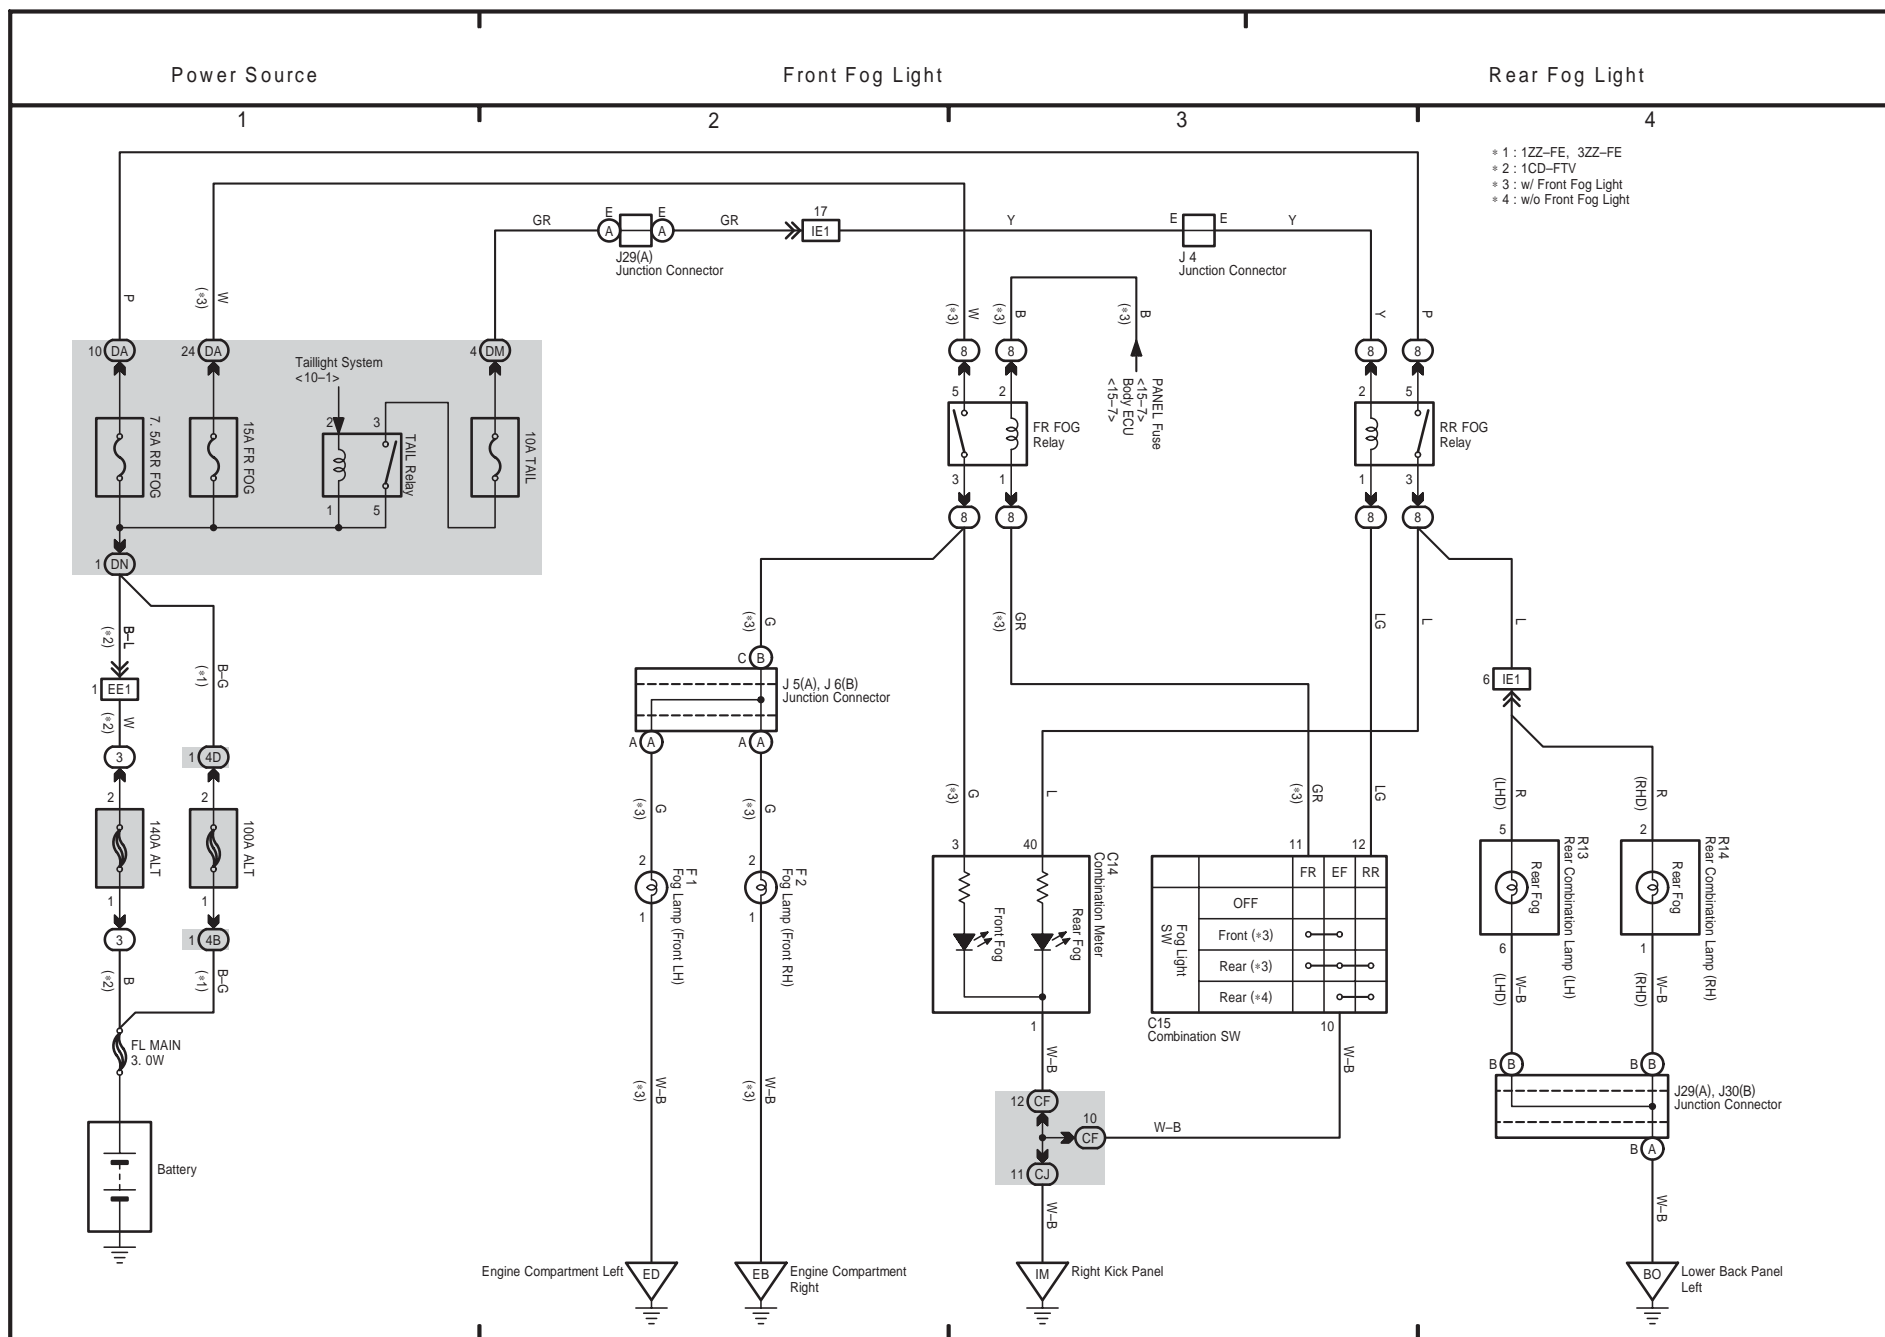 Power Source
Front Fog Light
Rear Fog Light
1
2
3
4
* 1 : 1ZZ–FE, 3ZZ–FE
* 2 : 1CD–FTV
* 3 : w/ Front Fog Light
* 4 : w/o Front Fog Light
GR
E
A
E
A
J29(A)
Junction Connector
GR
17
IE1
Y
E
E
J 4
Junction Connector
Y
P
W
(*3)
W
(*3)
B
(*3)
B
(*3)
Y
P
10
DA
24
DA
4
DM
8
8
8
8
Taillight System
<10–1>
PANEL Fuse
<15–7>
Body ECU
<15–7>
7. 5A RR FOG
15A FR FOG
2
3
TAIL Relay
1
5
10A TAIL
5
2
FR FOG
Relay
3
1
2
5
RR FOG
Relay
1
3
8
8
8
8
1
DN
B–L
(*2)
B–G
(*1)
1
EE1
W
(*2)
G
(*3)
GR
(*3)
LG
L
L
C
B
J 5(A), J 6(B)
Junction Connector
A
A
A
A
6
IE1
3
1
4D
2
2
140A ALT
100A ALT
1
1
3
1
4B
B
(*2)
B–G
(*1)
FL MAIN
3. 0W
Battery
G
(*3)
G
(*3)
G
(*3)
L
GR
(*3)
LG
R
(LHD)
R
(RHD)
2
F 1
Fog Lamp (Front LH)
1
2
F 2
Fog Lamp (Front RH)
1
3
40
C14
Combination Meter
Front Fog
Rear Fog
1
11
12
FR
EF
RR
Fog Light
SW
OFF
Front (*3)
Rear (*3)
Rear (*4)
C15
Combination SW
10
5
R13
Rear Combination Lamp (LH)
Rear Fog
6
2
R14
Rear Combination Lamp (RH)
Rear Fog
1
W–B
(LHD)
W–B
(RHD)
W–B
(*3)
W–B
(*3)
W–B
W–B
12
CF
10
CF
W–B
11
CJ
W–B
B
B
B
B
J29(A), J30(B)
Junction Connector
B
A
W–B
Engine Compartment Left
ED
EB
Engine Compartment
Right
IM
Right Kick Panel
BO
Lower Back Panel
Left